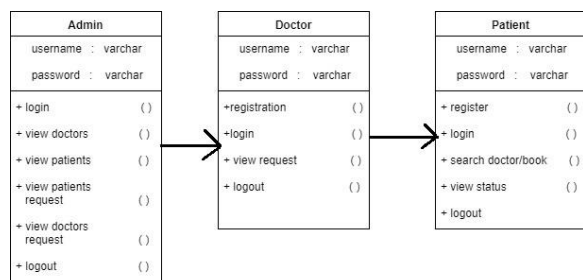 Admin
username : varchar
password : varchar
+ login ( )
+ view doctors ( )
+ view patients ( )
+ view patients
request ( )
+ view doctors
request ( )
+ logout ( )
Doctor
username : varchar
password : varchar
+registration ( )
+login ( )
+ view request ( )
+ logout ( )
Patient
username : varchar
password : varchar
+ register ( )
+ login ( )
+ search doctor/book ( )
+ view status ( )
+ logout